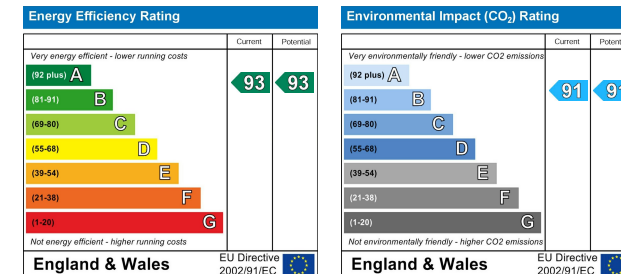 Energy Efficiency Rating
Current Potential
Very energy efficient - lower running costs
(92 plus) A
(81-91) B
(69-80) C
(55-68) D
(39-54) E
(21-38) F
(1-20) G
93 93
Not energy efficient - higher running costs
England & Wales
EU Directive
2002/91/EC
Environmental Impact (CO₂) Rating
Current Potent
Very environmentally friendly - lower CO2 emissions
(92 plus) A
(81-91) B
(69-80) C
(55-68) D
(39-54) E
(21-38) F
(1-20) G
91 91
Not environmentally friendly - higher CO2 emissions
England & Wales
EU Directive
2002/91/EC